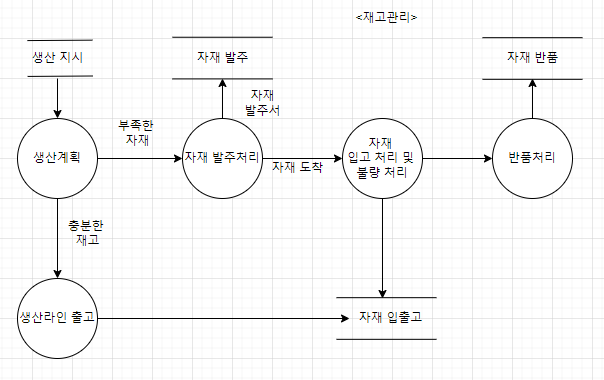 <재고관리>
생산 지시
자재 발주
자재 반품
자재
발주서
부족한
자재
생산계획
자재 발주처리
자재 도착
자재
입고 처리 및
불량 처리
반품처리
충분한
재고
생산라인 출고
자재 입출고